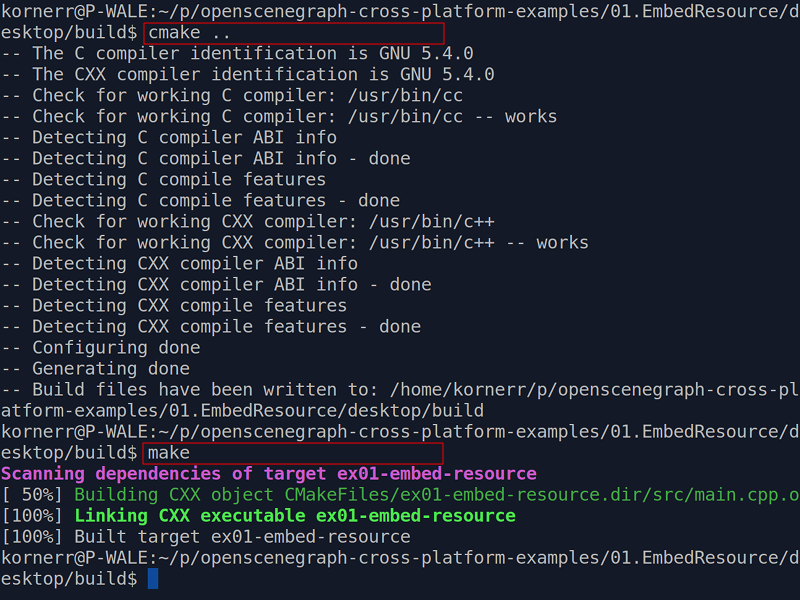 kornerr@P-WALE:~/p/openscenegraph-cross-platform-examples/01.EmbedResource/d
esktop/build$ cmake ..
-- The C compiler identification is GNU 5.4.0
-- The CXX compiler identification is GNU 5.4.0
-- Check for working C compiler: /usr/bin/cc
-- Check for working C compiler: /usr/bin/cc -- works
-- Detecting C compiler ABI info
-- Detecting C compiler ABI info - done
-- Detecting C compile features
-- Detecting C compile features - done
-- Check for working CXX compiler: /usr/bin/c++
-- Check for working CXX compiler: /usr/bin/c++ -- works
-- Detecting CXX compiler ABI info
-- Detecting CXX compiler ABI info - done
-- Detecting CXX compile features
-- Detecting CXX compile features - done
-- Configuring done
-- Generating done
-- Build files have been written to: /home/kornerr/p/openscenegraph-cross-pl
atform-examples/01.EmbedResource/desktop/build
kornerr@P-WALE:~/p/openscenegraph-cross-platform-examples/01.EmbedResource/d
esktop/build$ make
Scanning dependencies of target ex01-embed-resource
[ 50%] Building CXX object CMakeFiles/ex01-embed-resource.dir/src/main.cpp.o
[100%] Linking CXX executable ex01-embed-resource
[100%] Built target ex01-embed-resource
kornerr@P-WALE:~/p/openscenegraph-cross-platform-examples/01.EmbedResource/d
esktop/build$